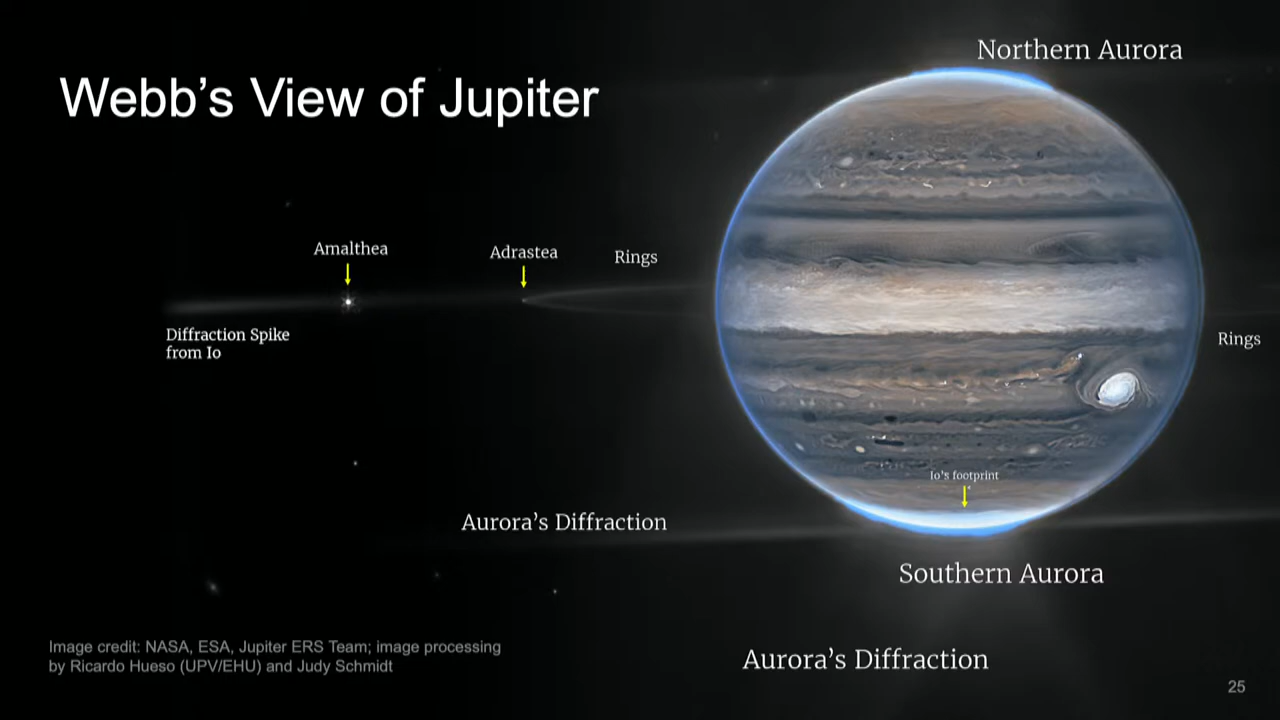 Webb's View of Jupiter
Northern Aurora
Amalthea
Adrastea
Rings
Diffraction Spike
from Io
Rings
Io's footprint
Aurora's Diffraction
Southern Aurora
Aurora's Diffraction
Image credit: NASA, ESA, Jupiter ERS Team; image processing
by Ricardo Hueso (UPV/EHU) and Judy Schmidt
25